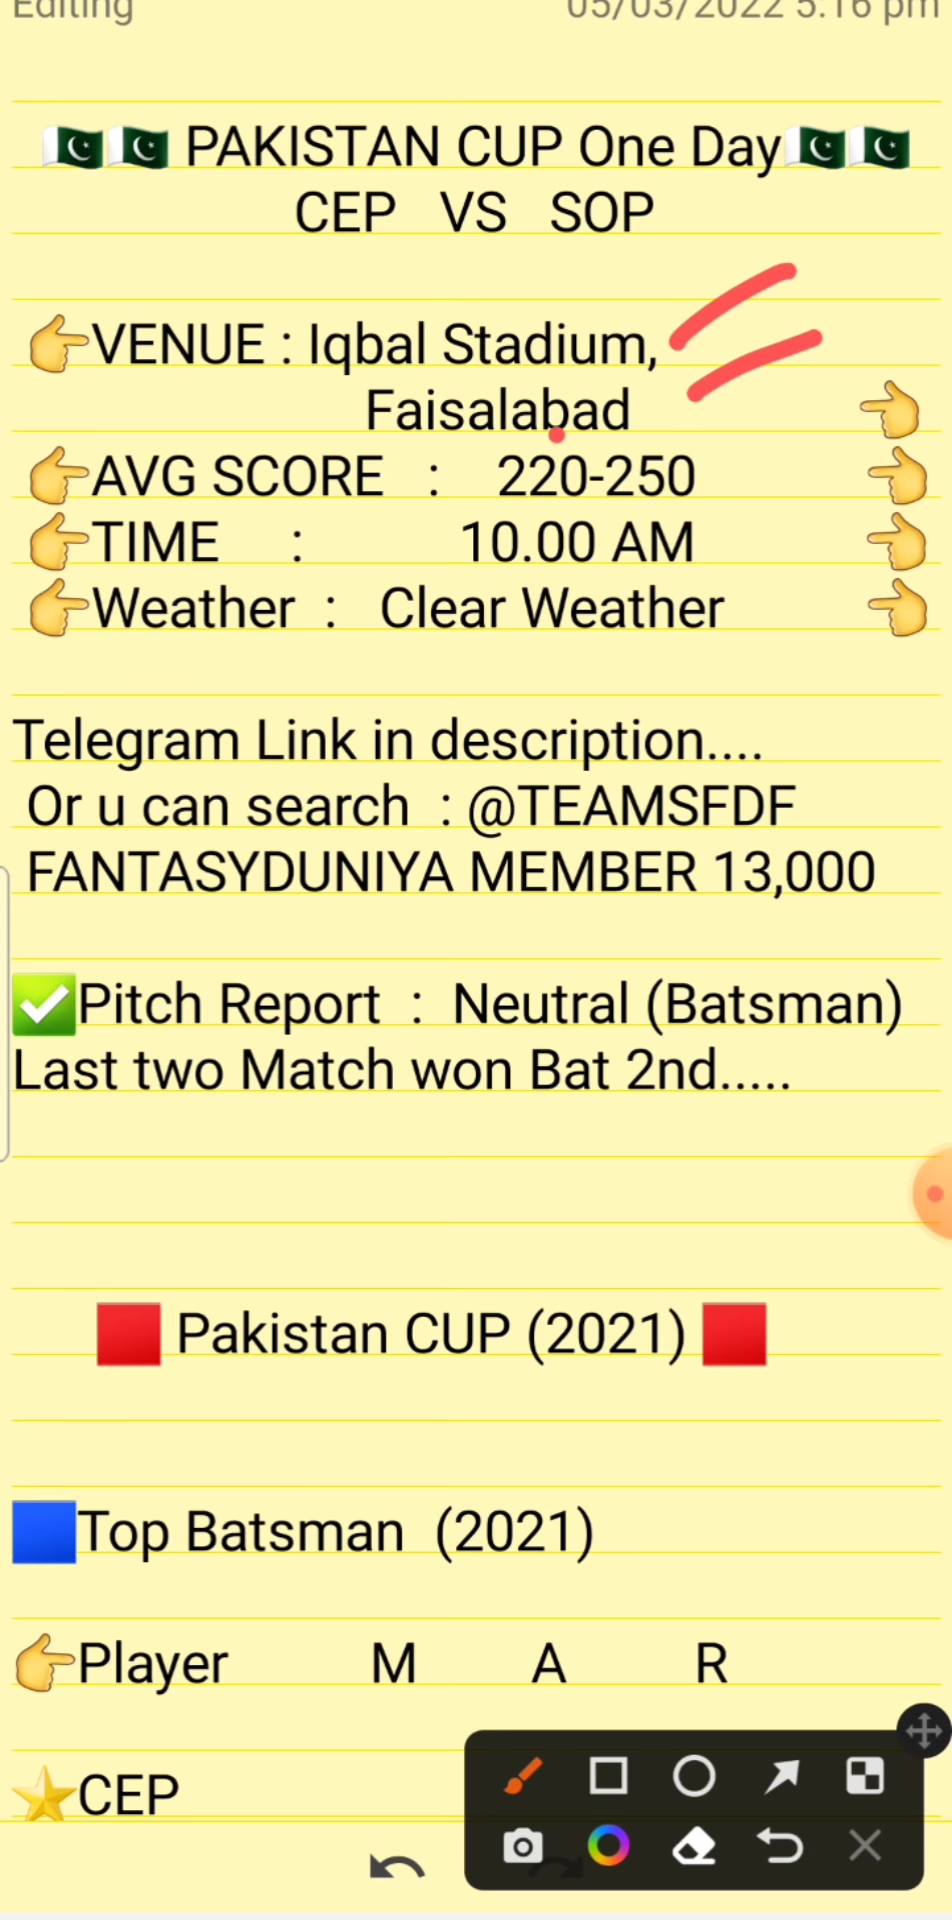 Editing 05/03/2022 5:16 pm
🇵🇰🇵🇰 PAKISTAN CUP One Day🇵🇰🇵🇰
CEP VS SOP
👉VENUE : Iqbal Stadium,
Faisalabad 👈
👉AVG SCORE : 220-250 👈
👉TIME : 10.00 AM 👈
👉Weather : Clear Weather 👈
Telegram Link in description....
Or u can search : @TEAMSFDF
FANTASYDUNIYA MEMBER 13,000
✅Pitch Report : Neutral (Batsman)
Last two Match won Bat 2nd.....
🟥 Pakistan CUP (2021) 🟥
🟦Top Batsman (2021)
👉Player M A R
⭐CEP